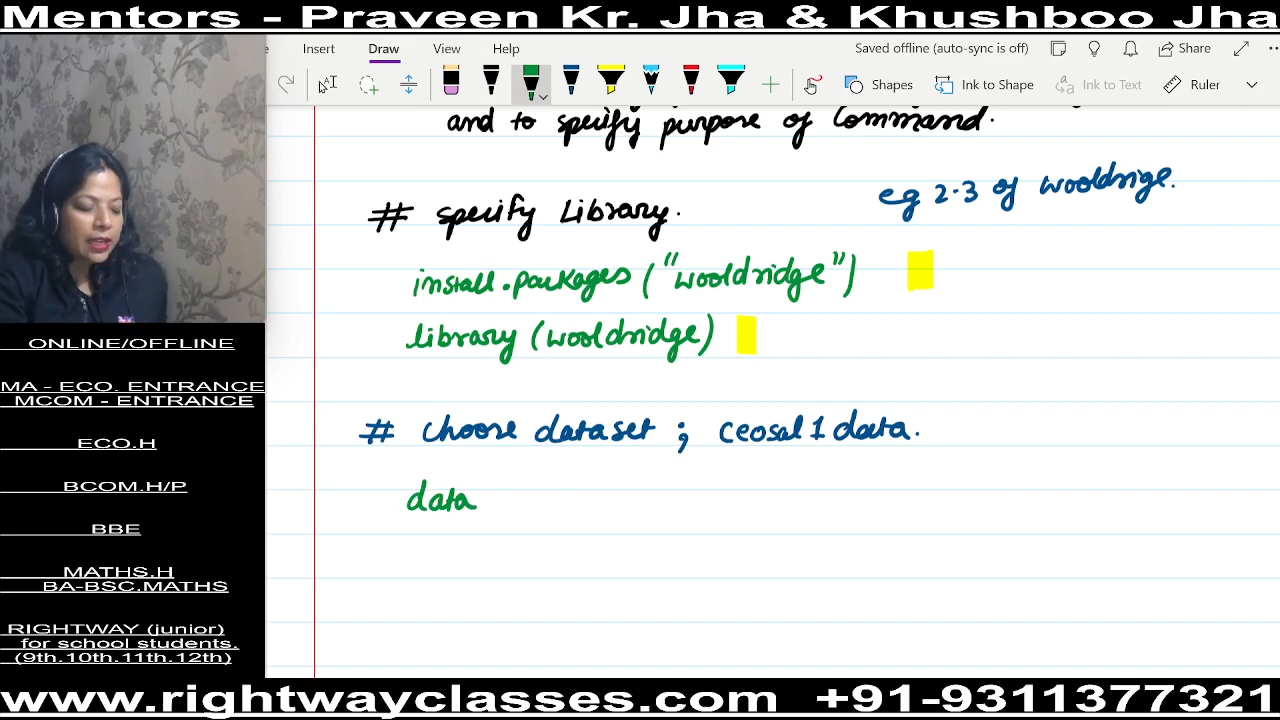 Mentors - Praveen Kr. Jha & Khushboo Jha
Insert Draw View Help
Saved offline (auto-sync is off) Share
Shapes Ink to Shape Ink to Text Ruler
and to specify purpose of Command.
eg 2.3 of wooldrige.
# specify Library.
install.packages ("wooldridge")
library (wooldridge)
# choose dataset ; ceosal 1 data.
data
ONLINE/OFFLINE
MA - ECO. ENTRANCE
MCOM - ENTRANCE
ECO.H
BCOM.H/P
BBE
MATHS.H
BA-BSC.MATHS
RIGHTWAY (junior)
for school students.
(9th.10th.11th.12th)
www.rightwayclasses.com +91-9311377321